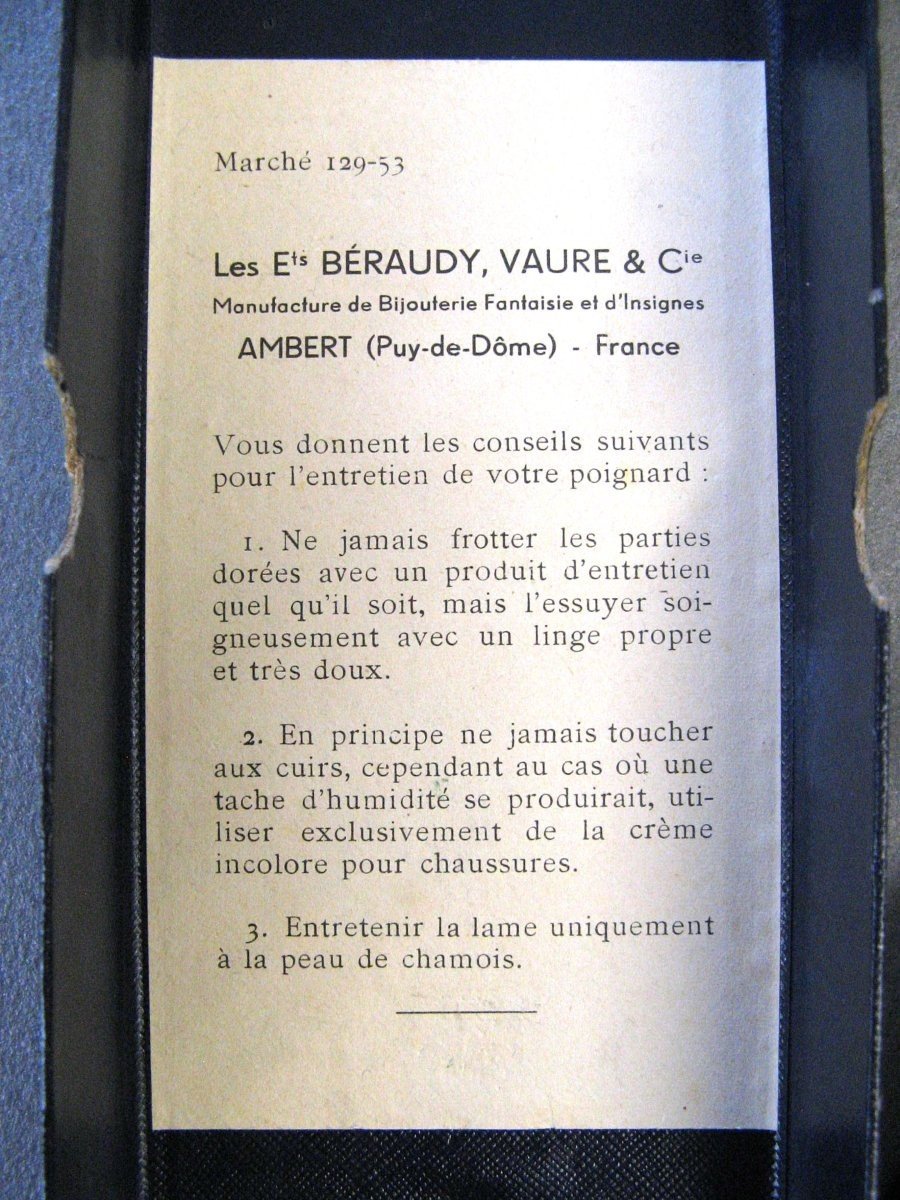 Marché 129-53
Les Ets BÉRAUDY, VAURE & Cie
Manufacture de Bijouterie Fantaisie et d'Insignes
AMBERT (Puy-de-Dôme) - France
Vous donnent les conseils suivants
pour l'entretien de votre poignard :
1. Ne jamais frotter les parties
dorées avec un produit d'entretien
quel qu'il soit, mais l'essuyer soi-
gneusement avec un linge propre
et très doux.
2. En principe ne jamais toucher
aux cuirs, cependant au cas où une
tache d'humidité se produirait, uti-
liser exclusivement de la crème
incolore pour chaussures.
3. Entretenir la lame uniquement
à la peau de chamois.